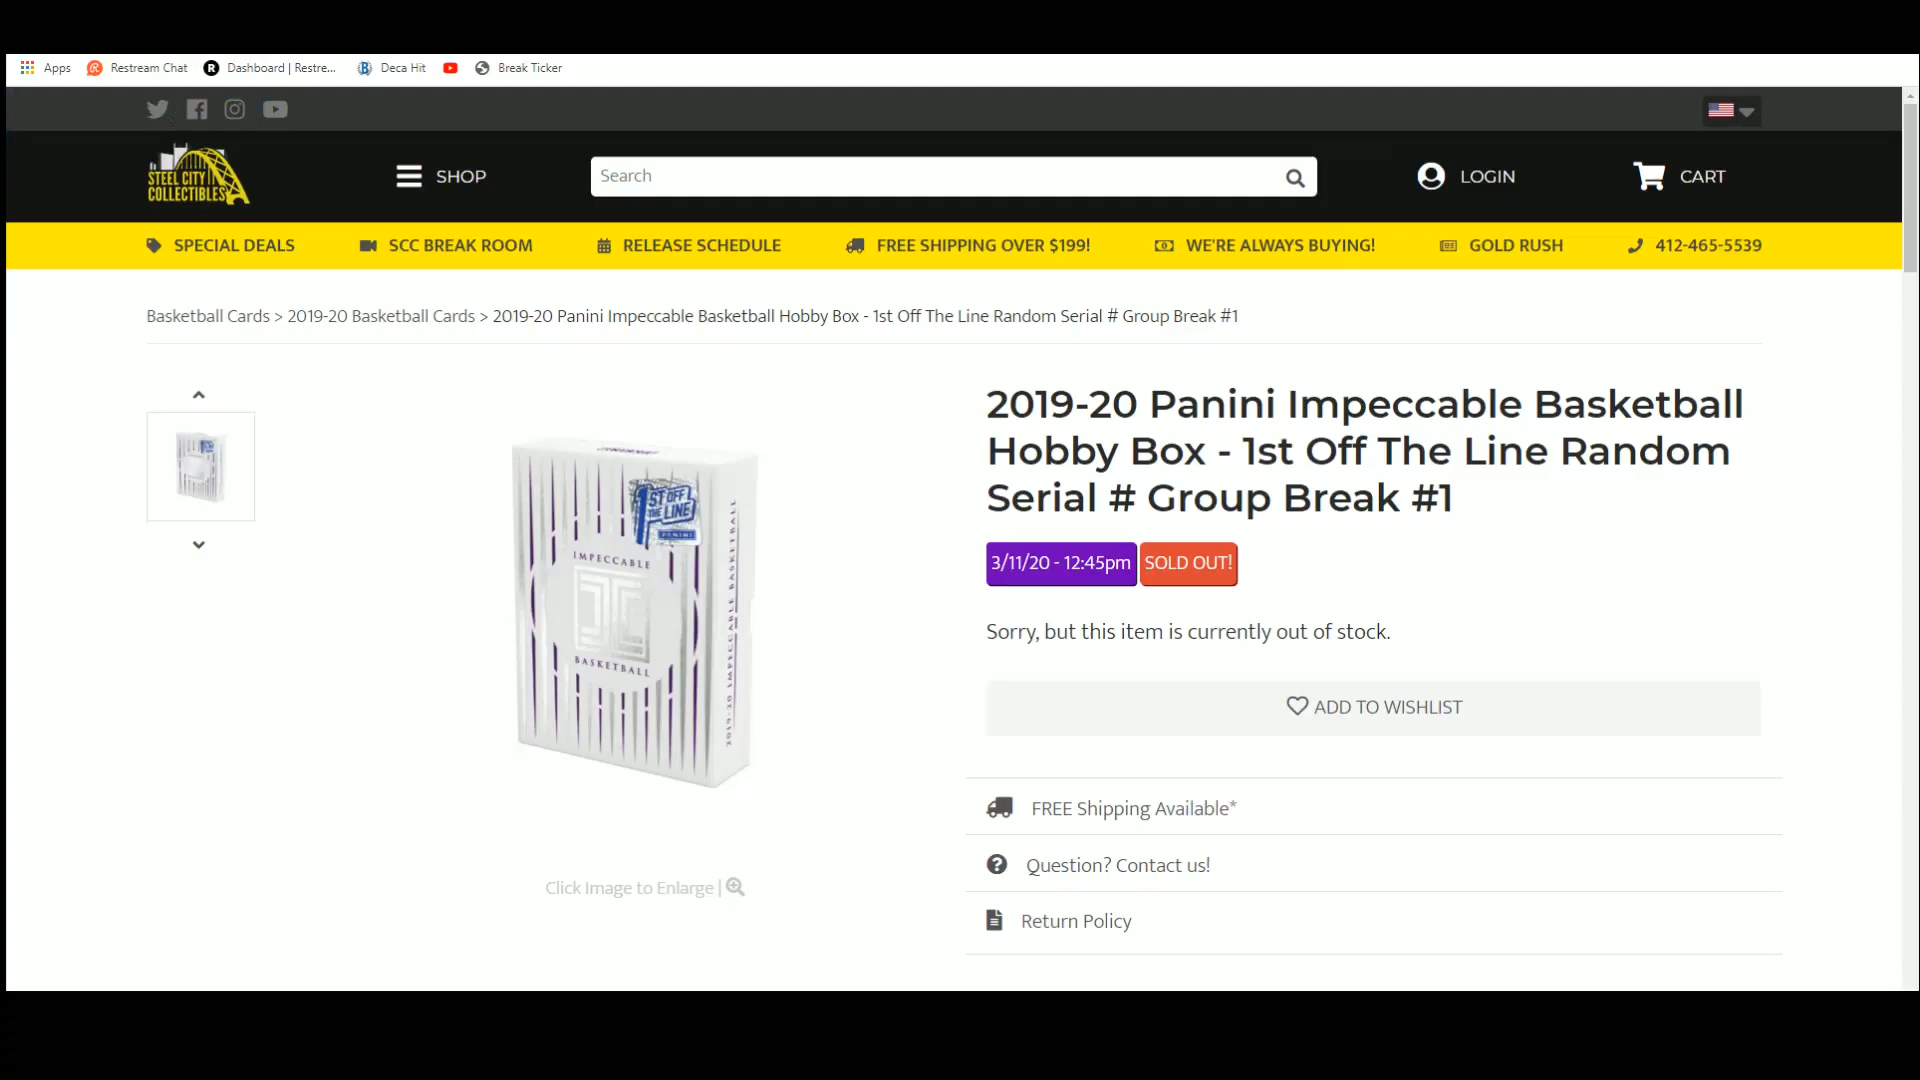 Apps Restream Chat Dashboard | Restre... Deca Hit Break Ticker
STEEL CITY
COLLECTIBLES
SHOP
Search
LOGIN
CART
SPECIAL DEALS SCC BREAK ROOM RELEASE SCHEDULE FREE SHIPPING OVER $199! WE'RE ALWAYS BUYING! GOLD RUSH 412-465-5539
Basketball Cards > 2019-20 Basketball Cards > 2019-20 Panini Impeccable Basketball Hobby Box - 1st Off The Line Random Serial # Group Break #1
2019-20 Panini Impeccable Basketball
Hobby Box - 1st Off The Line Random
Serial # Group Break #1
3/11/20 - 12:45pm SOLD OUT!
Sorry, but this item is currently out of stock.
ADD TO WISHLIST
FREE Shipping Available*
Question? Contact us!
Return Policy
1ST OFF
THE LINE
PANINI
IMPECCABLE
BASKETBALL
2019-20 IMPECCABLE BASKETBALL
Click Image to Enlarge |